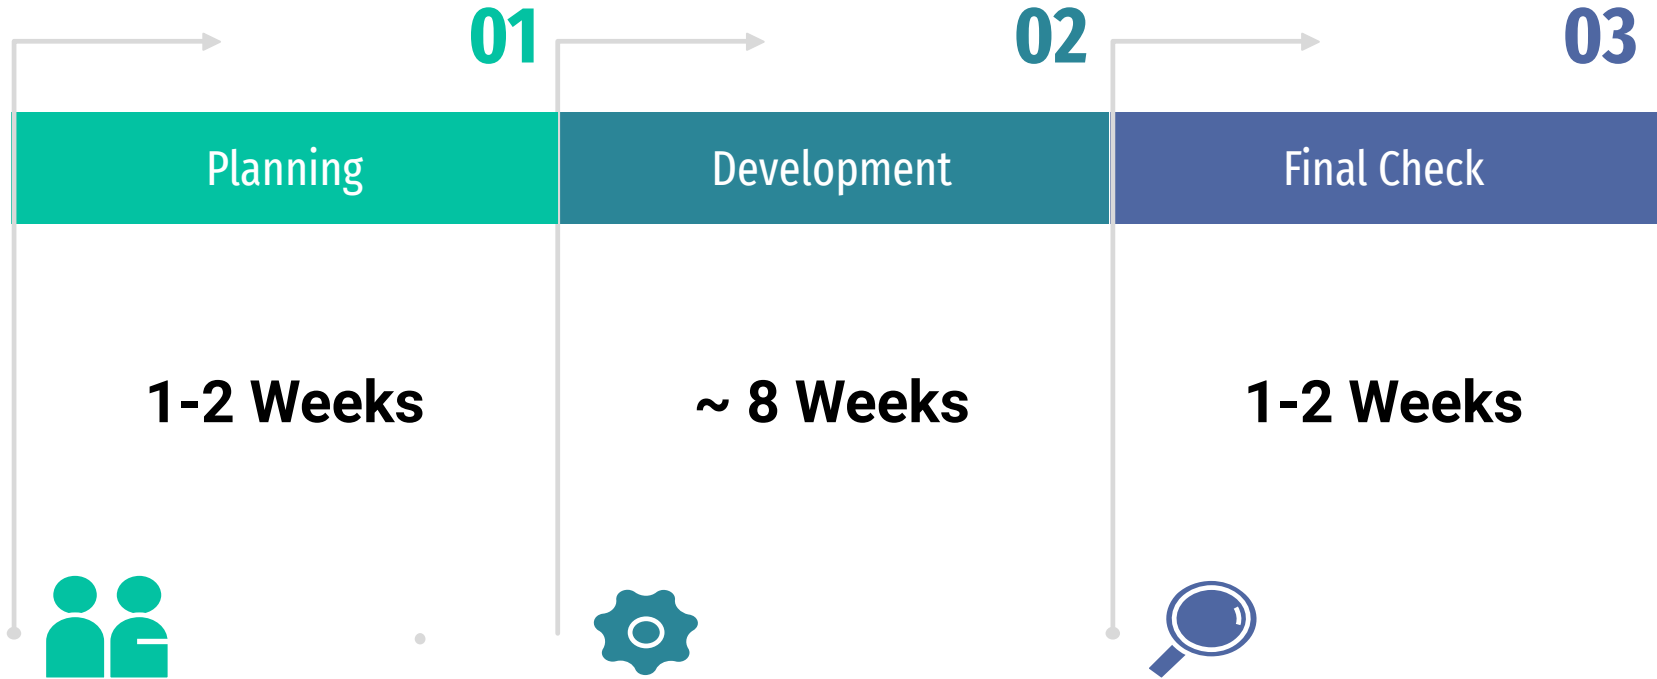 01
02
03
Planning
Development
Final Check
1-2 Weeks
~ 8 Weeks
1-2 Weeks